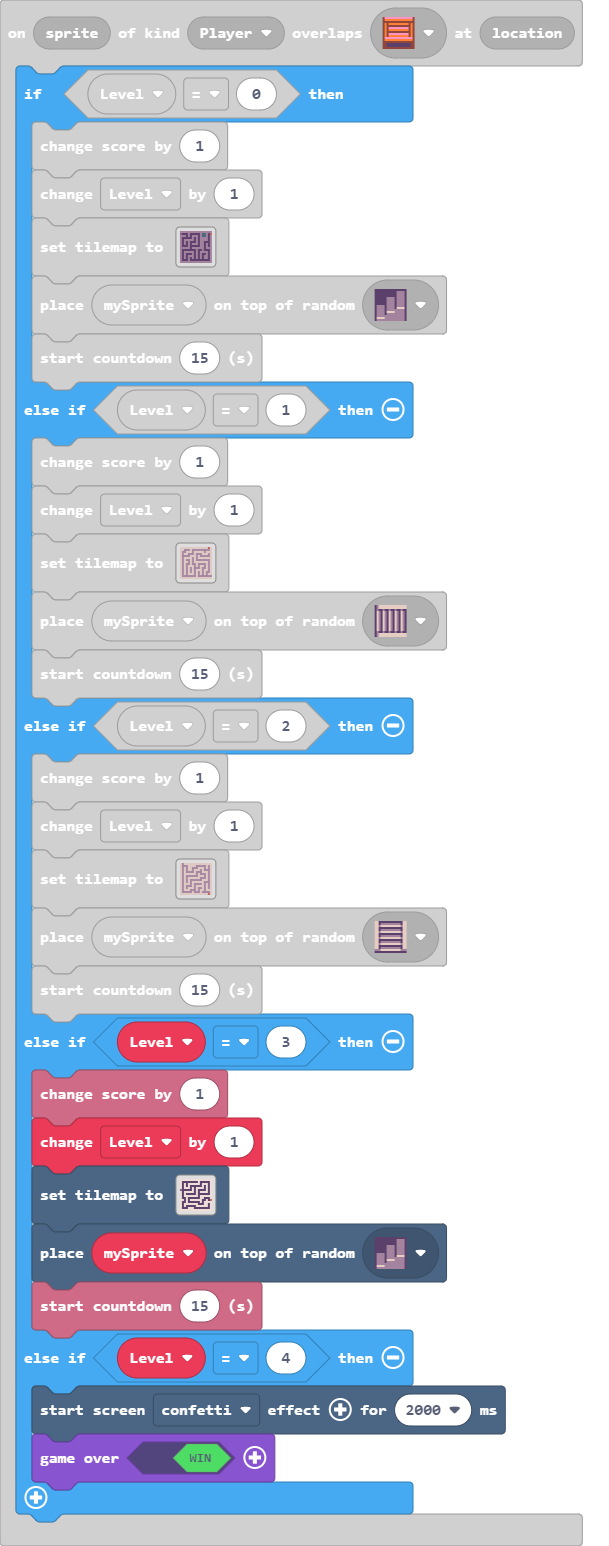 on sprite of kind Player overlaps at location
if Level = 0 then
change score by 1
change Level by 1
set tilemap to
place mySprite on top of random
start countdown 15 (s)
else if Level = 1 then
change score by 1
change Level by 1
set tilemap to
place mySprite on top of random
start countdown 15 (s)
else if Level = 2 then
change score by 1
change Level by 1
set tilemap to
place mySprite on top of random
start countdown 15 (s)
else if Level = 3 then
change score by 1
change Level by 1
set tilemap to
place mySprite on top of random
start countdown 15 (s)
else if Level = 4 then
start screen confetti effect for 2000 ms
game over WIN